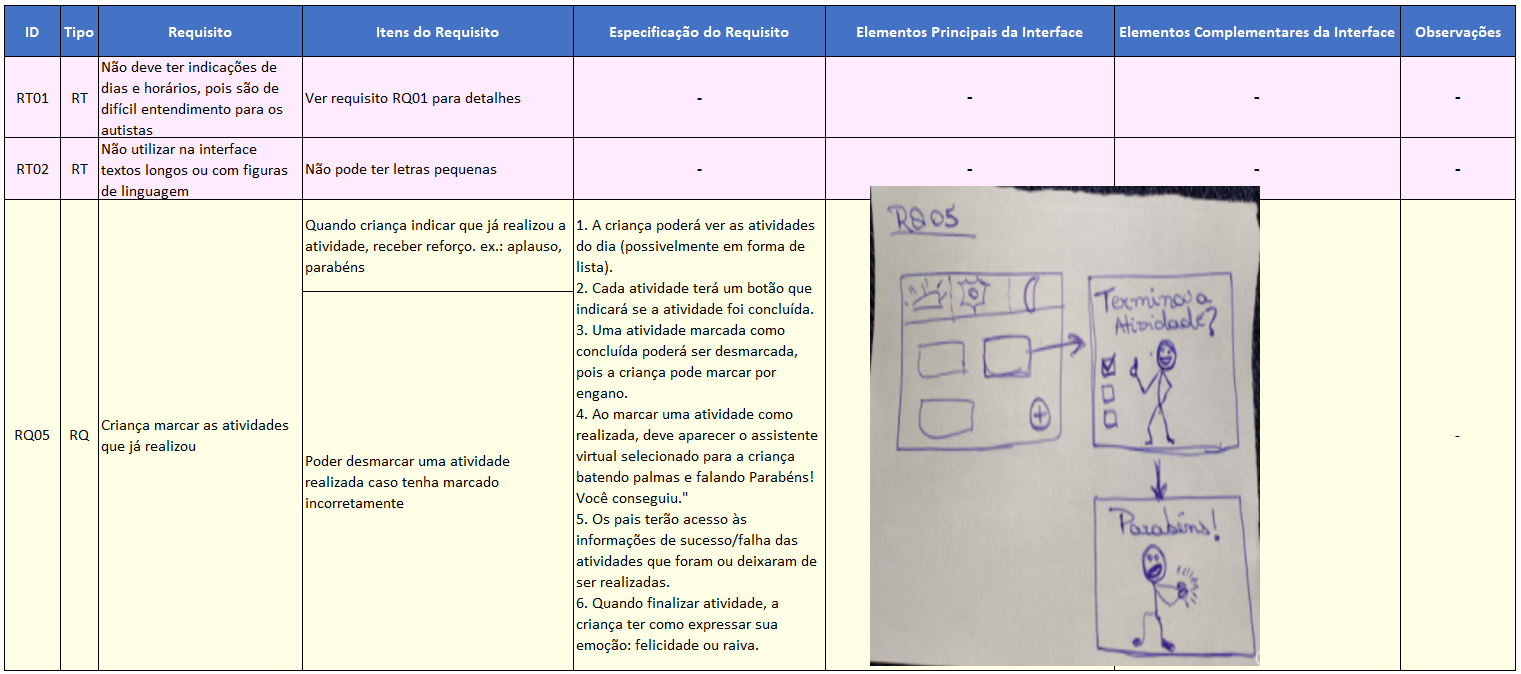 ID
Tipo
Requisito
Itens do Requisito
Especificação do Requisito
Elementos Principais da Interface
Elementos Complementares da Interface
Observações
RT01
RT
Não deve ter indicações de
dias e horários, pois são de
difícil entendimento para os
autistas
Ver requisito RQ01 para detalhes
-
-
-
-
RT02
RT
Não utilizar na interface
textos longos ou com figuras
de linguagem
Não pode ter letras pequenas
-
-
-
-
RQ05
RQ
Criança marcar as atividades
que já realizou
Quando criança indicar que já realizou a
atividade, receber reforço. ex.: aplauso,
parabéns
Poder desmarcar uma atividade
realizada caso tenha marcado
incorretamente
1. A criança poderá ver as atividades
do dia (possivelmente em forma de
lista).
2. Cada atividade terá um botão que
indicará se a atividade foi concluída.
3. Uma atividade marcada como
concluída poderá ser desmarcada,
pois a criança pode marcar por
engano.
4. Ao marcar uma atividade como
realizada, deve aparecer o assistente
virtual selecionado para a criança
batendo palmas e falando Parabéns!
Você conseguiu."
5. Os pais terão acesso às
informações de sucesso/falha das
atividades que foram ou deixaram de
ser realizadas.
6. Quando finalizar atividade, a
criança ter como expressar sua
emoção: felicidade ou raiva.
RQ05
Terminou a
Atividade?
Parabéns!
-